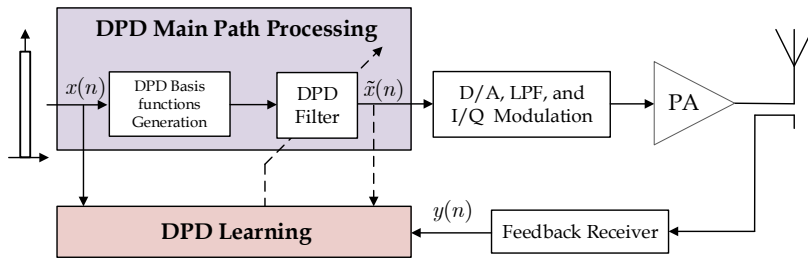 DPD Main Path Processing
x(n)
DPD Basis
functions
Generation
DPD
Filter
x̃(n)
D/A, LPF, and
I/Q Modulation
PA
DPD Learning
y(n)
Feedback Receiver